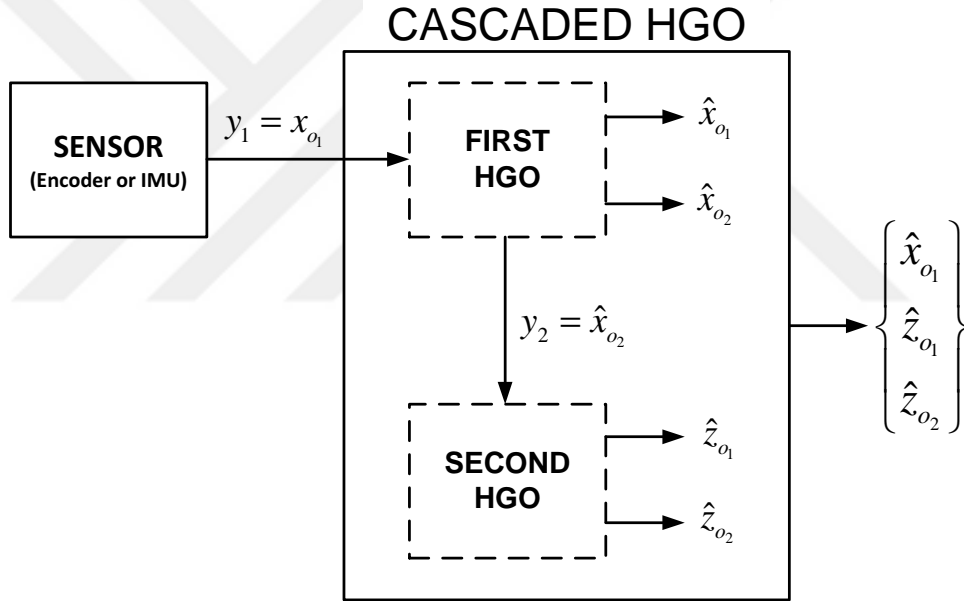 CASCADED HGO
SENSOR
(Encoder or IMU)
y₁ = x_{o₁}
FIRST
HGO
x̂_{o₁}
x̂_{o₂}
y₂ = x̂_{o₂}
SECOND
HGO
ẑ_{o₁}
ẑ_{o₂}
x̂_{o₁}
ẑ_{o₁}
ẑ_{o₂}